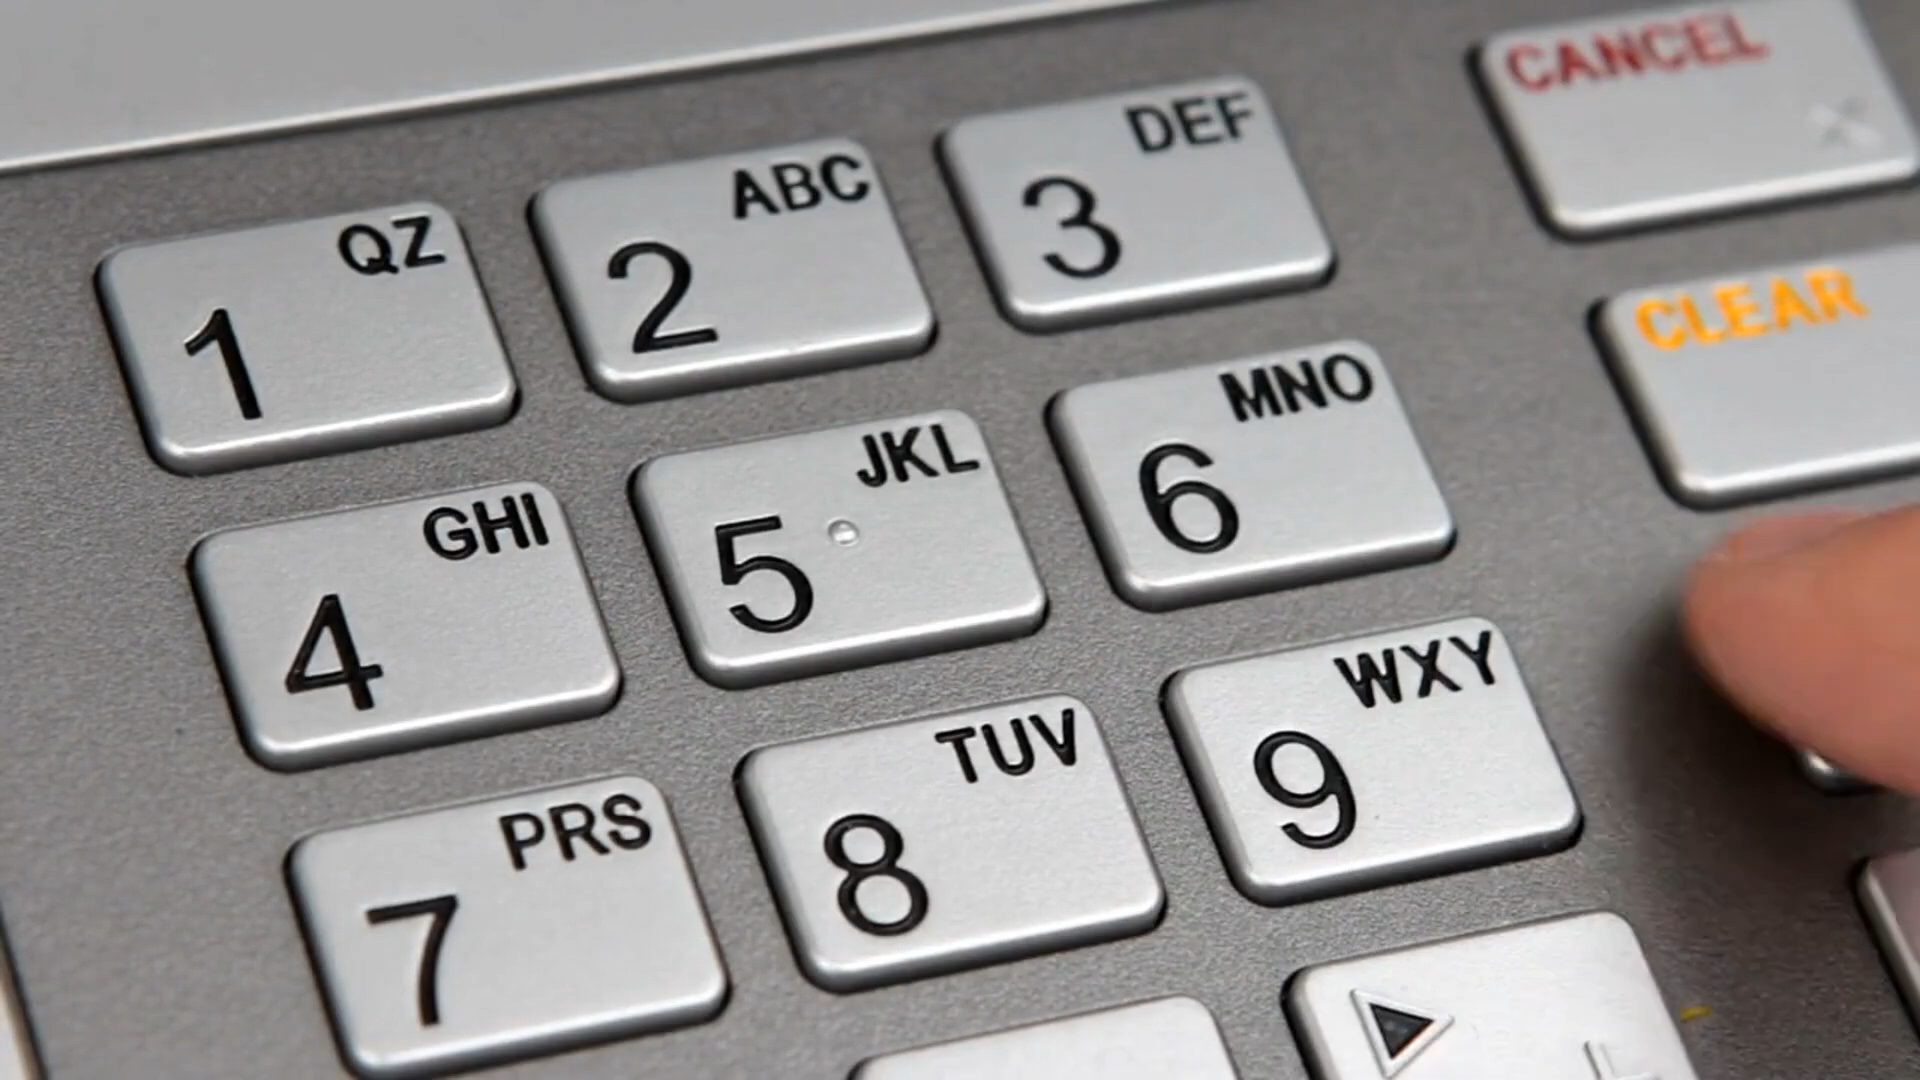 QZ
1
ABC
2
DEF
3
CANCEL
GHI
4
JKL
5
MNO
6
CLEAR
PRS
7
TUV
8
WXY
9